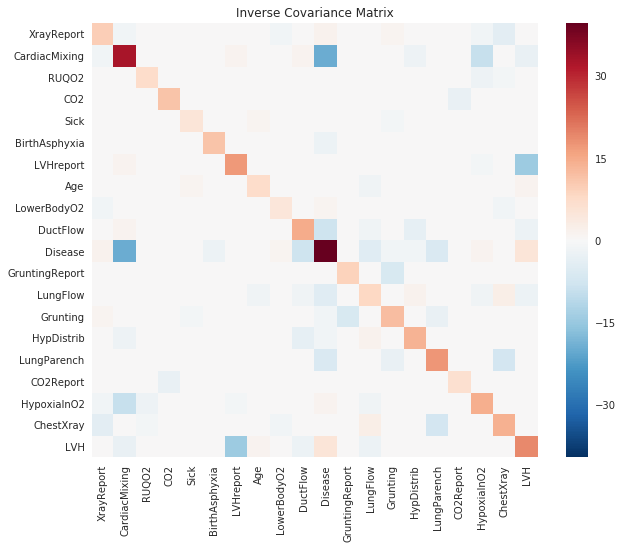 Inverse Covariance Matrix
XrayReport
CardiacMixing
RUQO2
CO2
Sick
BirthAsphyxia
LVHreport
Age
LowerBodyO2
DuctFlow
Disease
GruntingReport
LungFlow
Grunting
HypDistrib
LungParench
CO2Report
HypoxiaInO2
ChestXray
LVH
30
15
0
−15
−30
XrayReport
CardiacMixing
RUQO2
CO2
Sick
BirthAsphyxia
LVHreport
Age
LowerBodyO2
DuctFlow
Disease
GruntingReport
LungFlow
Grunting
HypDistrib
LungParench
CO2Report
HypoxiaInO2
ChestXray
LVH